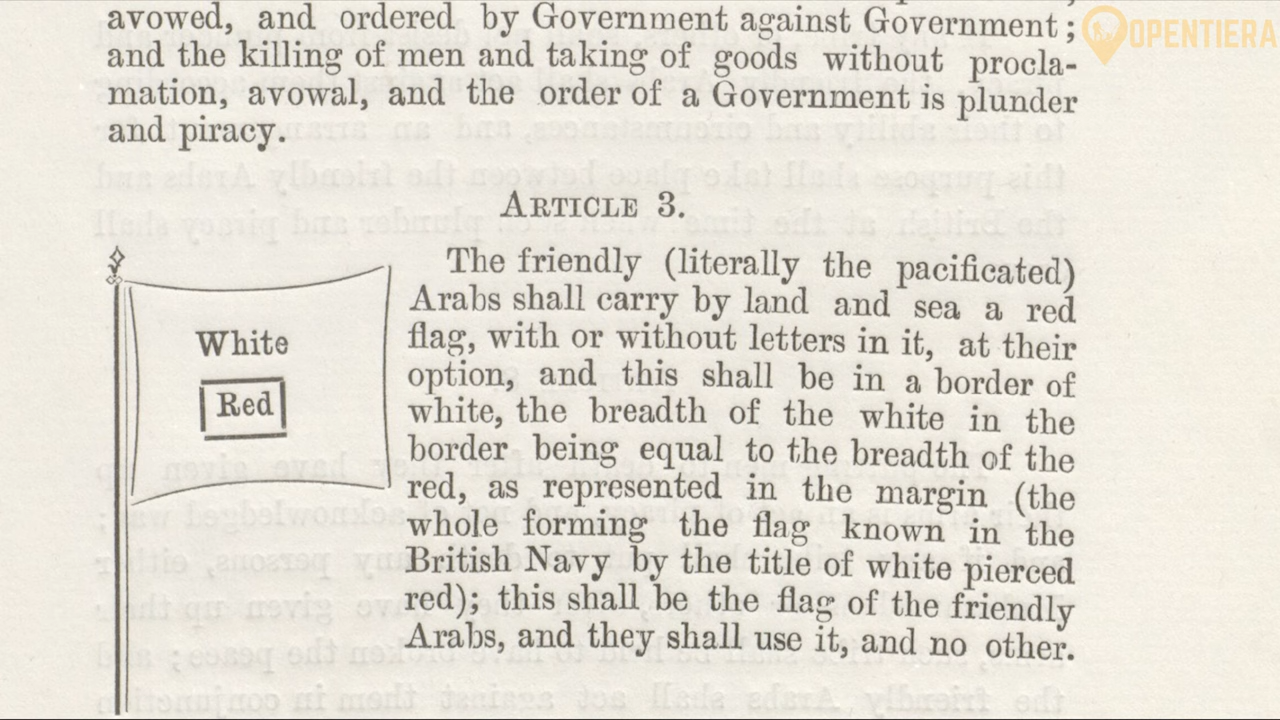 OPENTIERA
avowed, and ordered by Government against Government;
and the killing of men and taking of goods without procla-
mation, avowal, and the order of a Government is plunder
and piracy.
ARTICLE 3.
White
Red
The friendly (literally the pacificated)
Arabs shall carry by land and sea a red
flag, with or without letters in it, at their
option, and this shall be in a border of
white, the breadth of the white in the
border being equal to the breadth of the
red, as represented in the margin (the
whole forming the flag known in the
British Navy by the title of white pierced
red); this shall be the flag of the friendly
Arabs, and they shall use it, and no other.